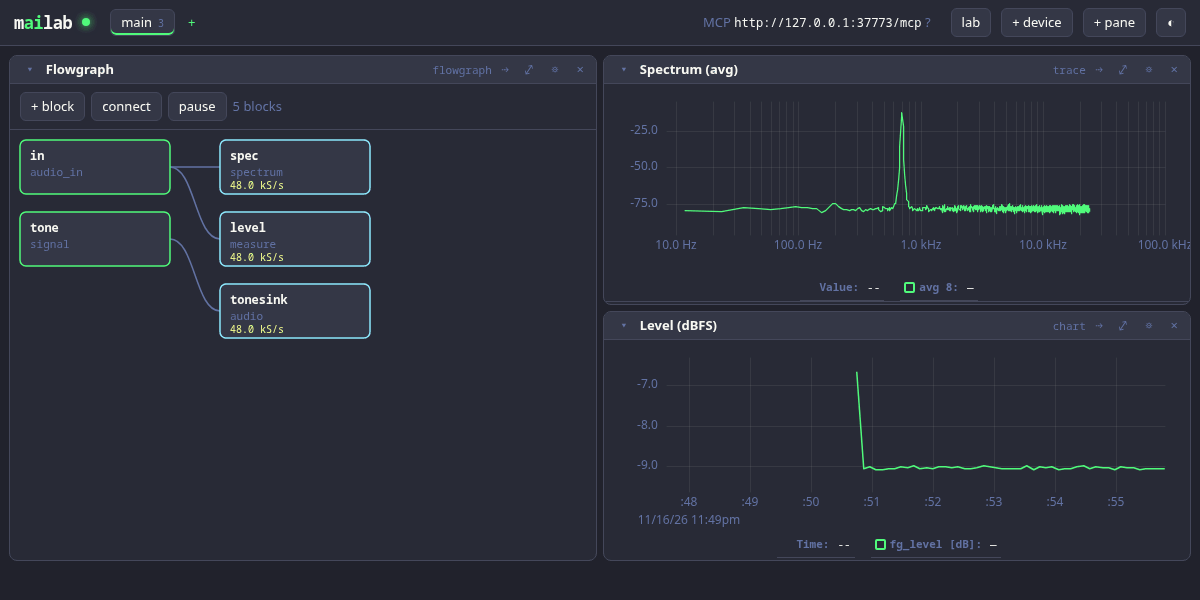 mailab
main 3 +
MCP http://127.0.0.1:37773/mcp ?
lab
+ device
+ pane
Flowgraph
flowgraph →
+ block
connect
pause
5 blocks
in
audio_in
tone
signal
spec
spectrum
48.0 kS/s
level
measure
48.0 kS/s
tonesink
audio
48.0 kS/s
Spectrum (avg)
trace →
-25.0
-50.0
-75.0
10.0 Hz 100.0 Hz 1.0 kHz 10.0 kHz 100.0 kHz
Value: -- avg 8: –
Level (dBFS)
chart →
-7.0
-8.0
-9.0
:48 :49 :50 :51 :52 :53 :54 :55
11/16/26 11:49pm
Time: -- fg_level [dB]: –